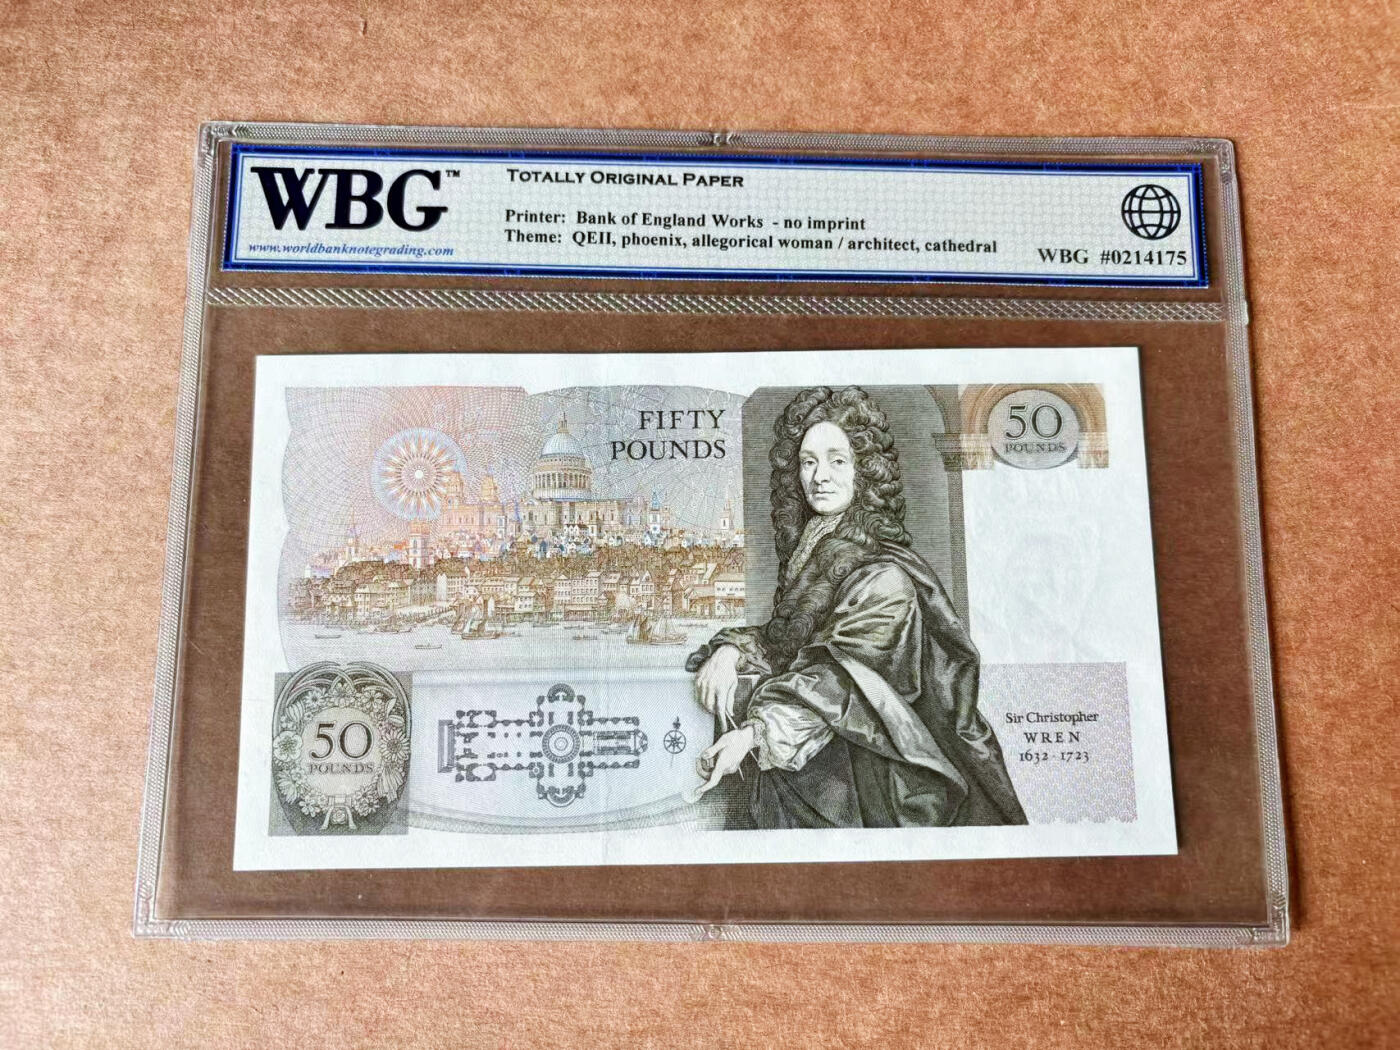 WBG™
www.worldbanknotegrading.com
TOTALLY ORIGINAL PAPER
Printer: Bank of England Works - no imprint
Theme: QEII, phoenix, allegorical woman / architect, cathedral
WBG #0214175
FIFTY
POUNDS
50
POUNDS
50
POUNDS
Sir Christopher
WREN
1632 · 1723